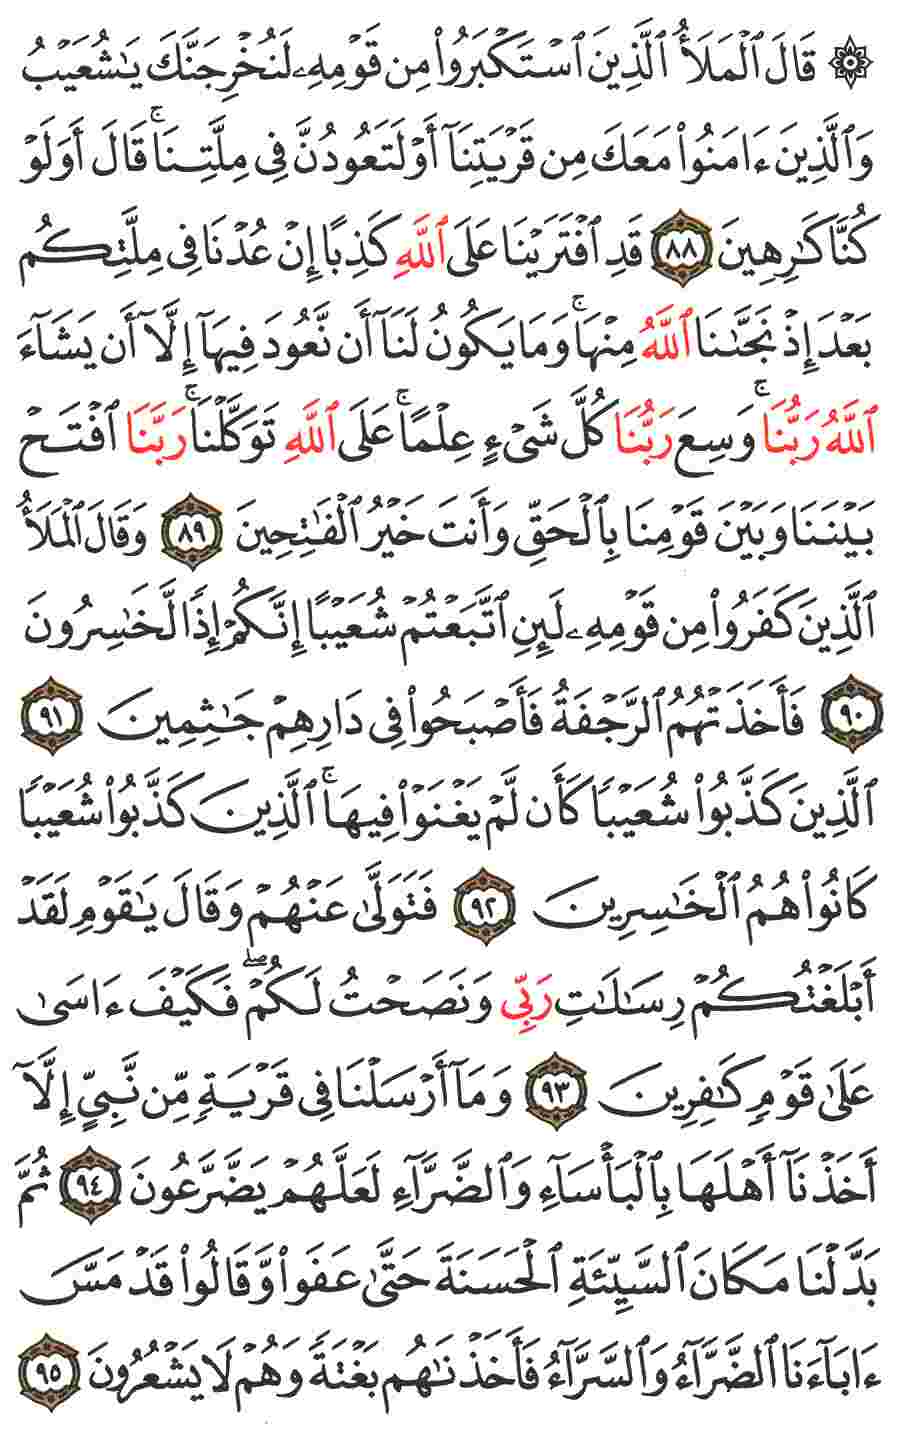 ۞ قَالَ ٱلْمَلَأُ ٱلَّذِينَ ٱسْتَكْبَرُوا۟ مِن قَوْمِهِۦ لَنُخْرِجَنَّكَ يَـٰشُعَيْبُ
وَٱلَّذِينَ ءَامَنُوا۟ مَعَكَ مِن قَرْيَتِنَآ أَوْ لَتَعُودُنَّ فِى مِلَّتِنَا ۚ قَالَ أَوَلَوْ
كُنَّا كَـٰرِهِينَ ٨٨ قَدِ ٱفْتَرَيْنَا عَلَى ٱللَّهِ كَذِبًا إِنْ عُدْنَا فِى مِلَّتِكُم
بَعْدَ إِذْ نَجَّىٰنَا ٱللَّهُ مِنْهَا ۚ وَمَا يَكُونُ لَنَآ أَن نَّعُودَ فِيهَآ إِلَّآ أَن يَشَآءَ
ٱللَّهُ رَبُّنَا ۚ وَسِعَ رَبُّنَا كُلَّ شَىْءٍ عِلْمًا ۚ عَلَى ٱللَّهِ تَوَكَّلْنَا ۚ رَبَّنَا ٱفْتَحْ
بَيْنَنَا وَبَيْنَ قَوْمِنَا بِٱلْحَقِّ وَأَنتَ خَيْرُ ٱلْفَـٰتِحِينَ ٨٩ وَقَالَ ٱلْمَلَأُ
ٱلَّذِينَ كَفَرُوا۟ مِن قَوْمِهِۦ لَئِنِ ٱتَّبَعْتُمْ شُعَيْبًا إِنَّكُمْ إِذًا لَّخَـٰسِرُونَ
٩٠ فَأَخَذَتْهُمُ ٱلرَّجْفَةُ فَأَصْبَحُوا۟ فِى دَارِهِمْ جَـٰثِمِينَ ٩١
ٱلَّذِينَ كَذَّبُوا۟ شُعَيْبًا كَأَن لَّمْ يَغْنَوْا۟ فِيهَا ۚ ٱلَّذِينَ كَذَّبُوا۟ شُعَيْبًا
كَانُوا۟ هُمُ ٱلْخَـٰسِرِينَ ٩٢ فَتَوَلَّىٰ عَنْهُمْ وَقَالَ يَـٰقَوْمِ لَقَدْ
أَبْلَغْتُكُمْ رِسَـٰلَـٰتِ رَبِّى وَنَصَحْتُ لَكُمْ ۖ فَكَيْفَ ءَاسَىٰ
عَلَىٰ قَوْمٍ كَـٰفِرِينَ ٩٣ وَمَآ أَرْسَلْنَا فِى قَرْيَةٍ مِّن نَّبِىٍّ إِلَّآ
أَخَذْنَآ أَهْلَهَا بِٱلْبَأْسَآءِ وَٱلضَّرَّآءِ لَعَلَّهُمْ يَضَّرَّعُونَ ٩٤ ثُمَّ
بَدَّلْنَا مَكَانَ ٱلسَّيِّئَةِ ٱلْحَسَنَةَ حَتَّىٰ عَفَوا۟ وَّقَالُوا۟ قَدْ مَسَّ
ءَابَآءَنَا ٱلضَّرَّآءُ وَٱلسَّرَّآءُ فَأَخَذْنَـٰهُم بَغْتَةً وَهُمْ لَا يَشْعُرُونَ ٩٥